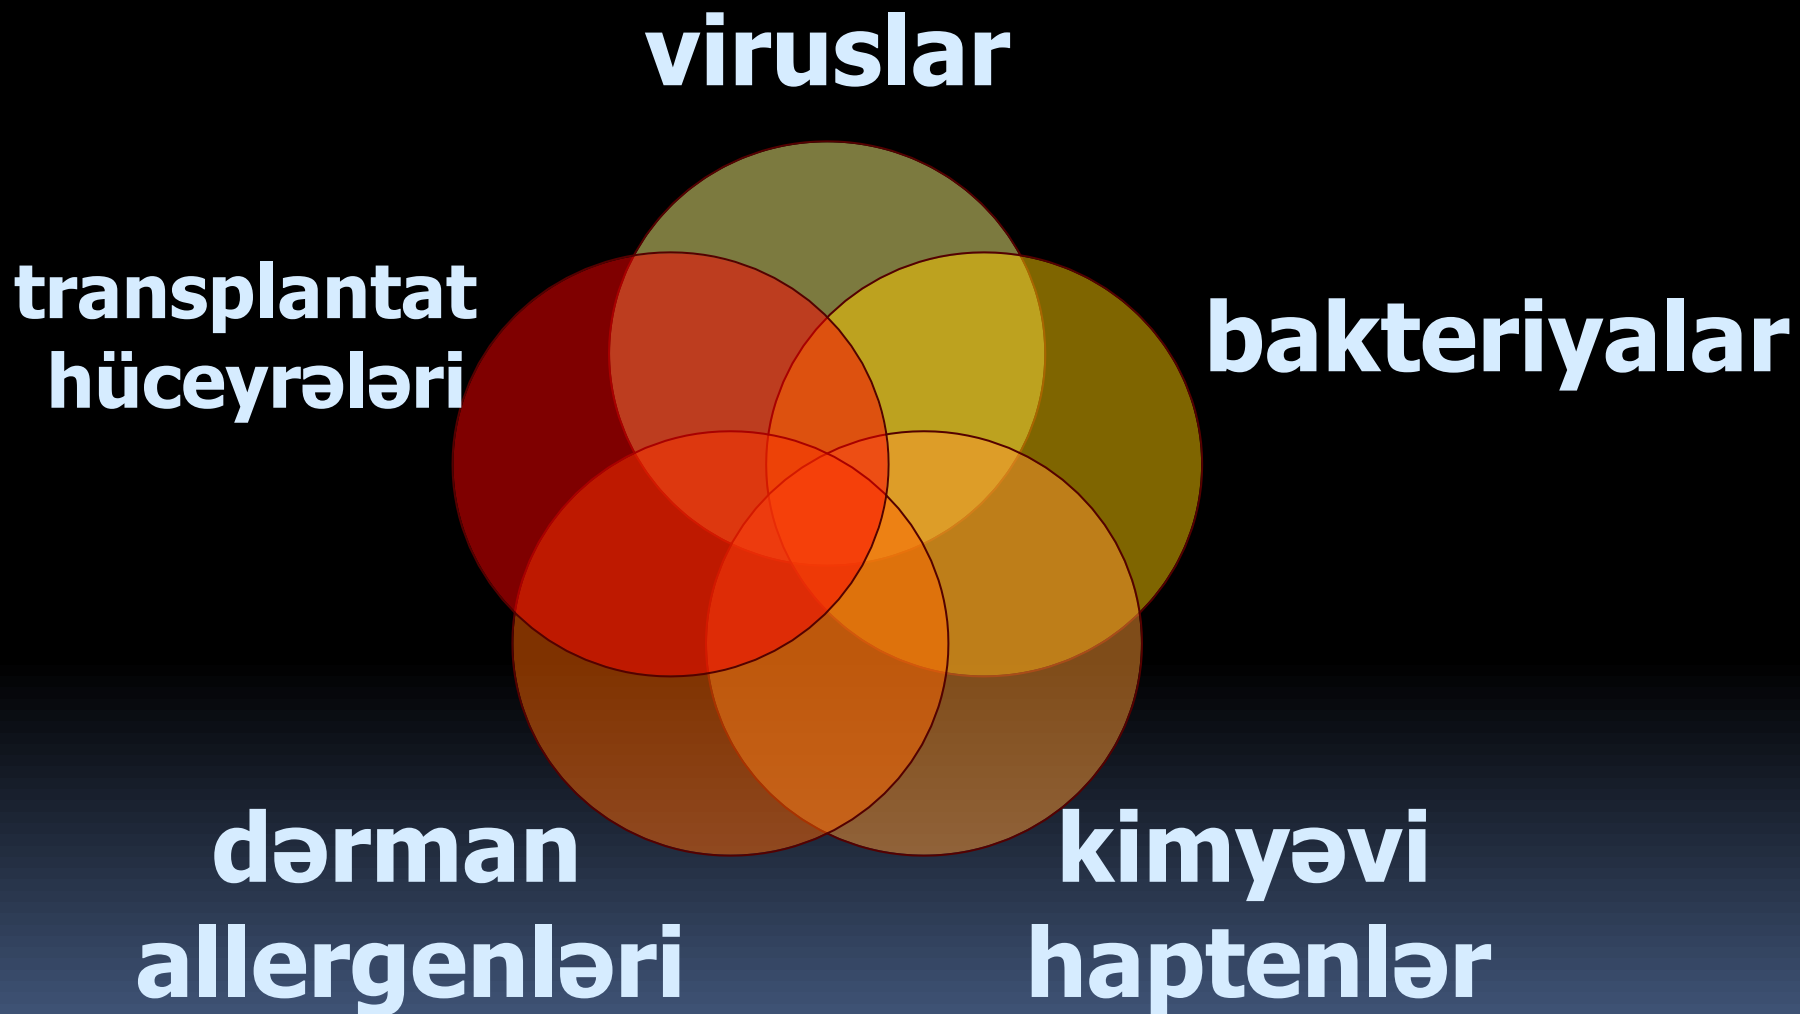 viruslar
transplantat
hüceyrələri
bakteriyalar
dərman
allergenləri
kimyəvi
haptenlər